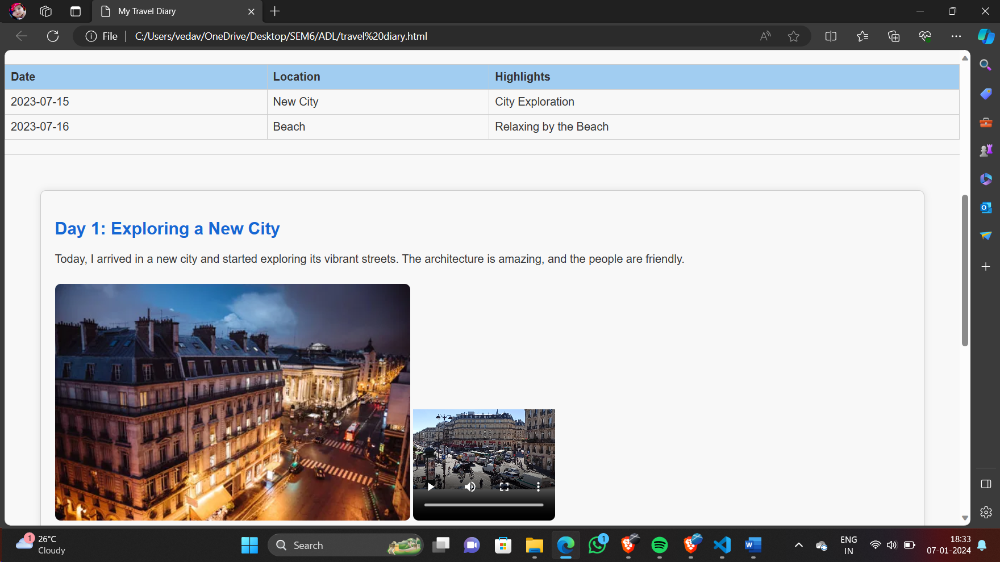 My Travel Diary
File
C:/Users/vedav/OneDrive/Desktop/SEM6/ADL/travel%20diary.html
Date Location Highlights
2023-07-15 New City City Exploration
2023-07-16 Beach Relaxing by the Beach
Day 1: Exploring a New City
Today, I arrived in a new city and started exploring its vibrant streets. The architecture is amazing, and the people are friendly.
1
26°C
Cloudy
Search
1
ENG
IN
18:33
07-01-2024